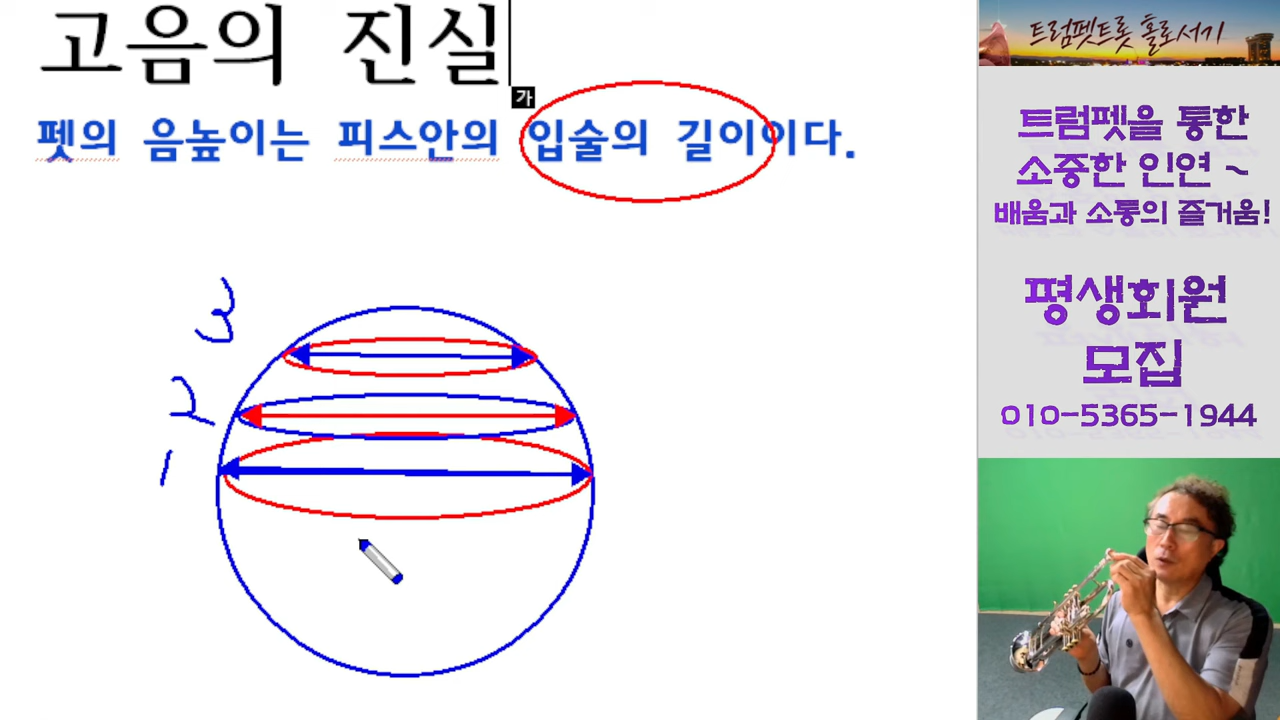 고음의 진실
가
펫의 음높이는 피스안의 입술의 길이이다.
3
2
1
트럼펫트롯 홀로서기
트럼펫을 통한
소중한 인연 ~
배움과 소통의 즐거움!
평생회원
모집
010-5365-1944